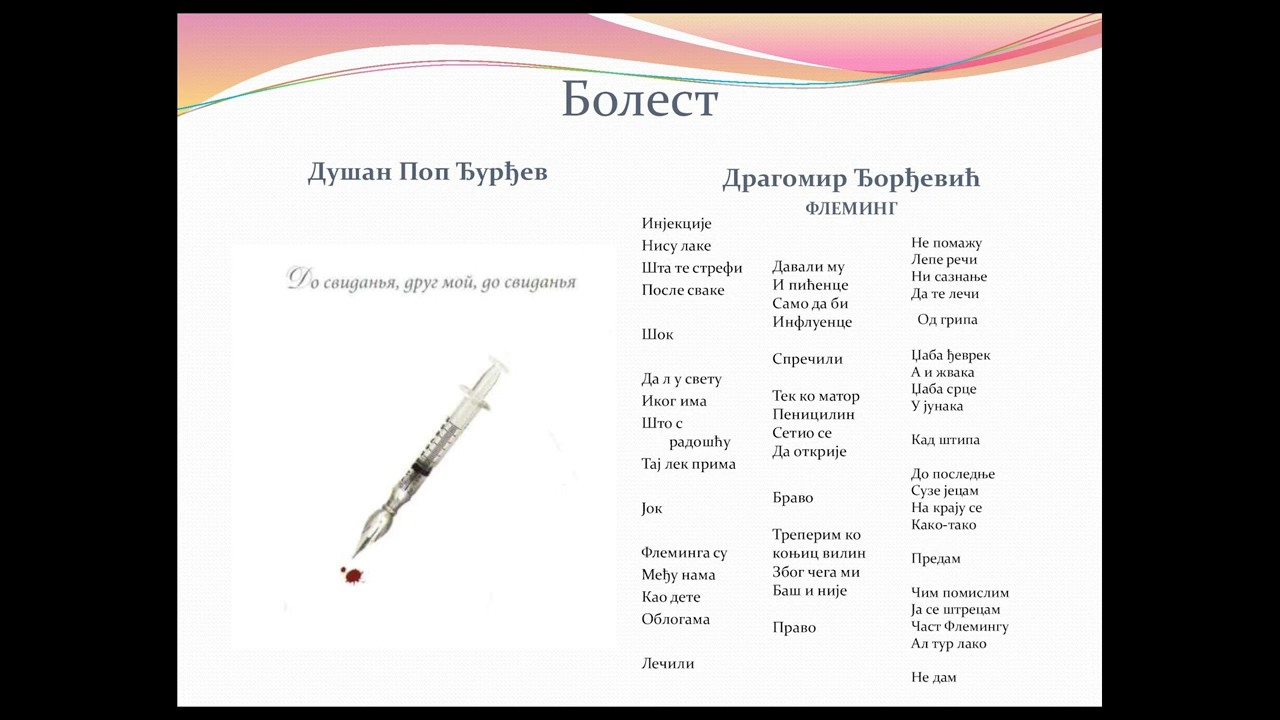 Болест
Душан Поп Ђурђев
До свиданья, друг мой, до свиданья
Драгомир Ђорђевић
ФЛЕМИНГ
Инјекције
Нису лаке
Шта те стрефи
После сваке
Шок
Да л у свету
Иког има
Што с
радошћу
Тај лек прима
Јок
Флеминга су
Међу нама
Као дете
Облогама
Лечили
Давали му
И пићенце
Само да би
Инфлуенце
Спречили
Тек ко матор
Пеницилин
Сетио се
Да открије
Браво
Треперим ко
коњиц вилин
Због чега ми
Баш и није
Право
Не помажу
Лепе речи
Ни сазнање
Да те лечи
Од грипа
Џаба ђеврек
А и жвака
Џаба срце
У јунака
Кад штипа
До последње
Сузе јецам
На крају се
Како-тако
Предам
Чим помислим
Ја се штрецам
Част Флемингу
Ал тур лако
Не дам